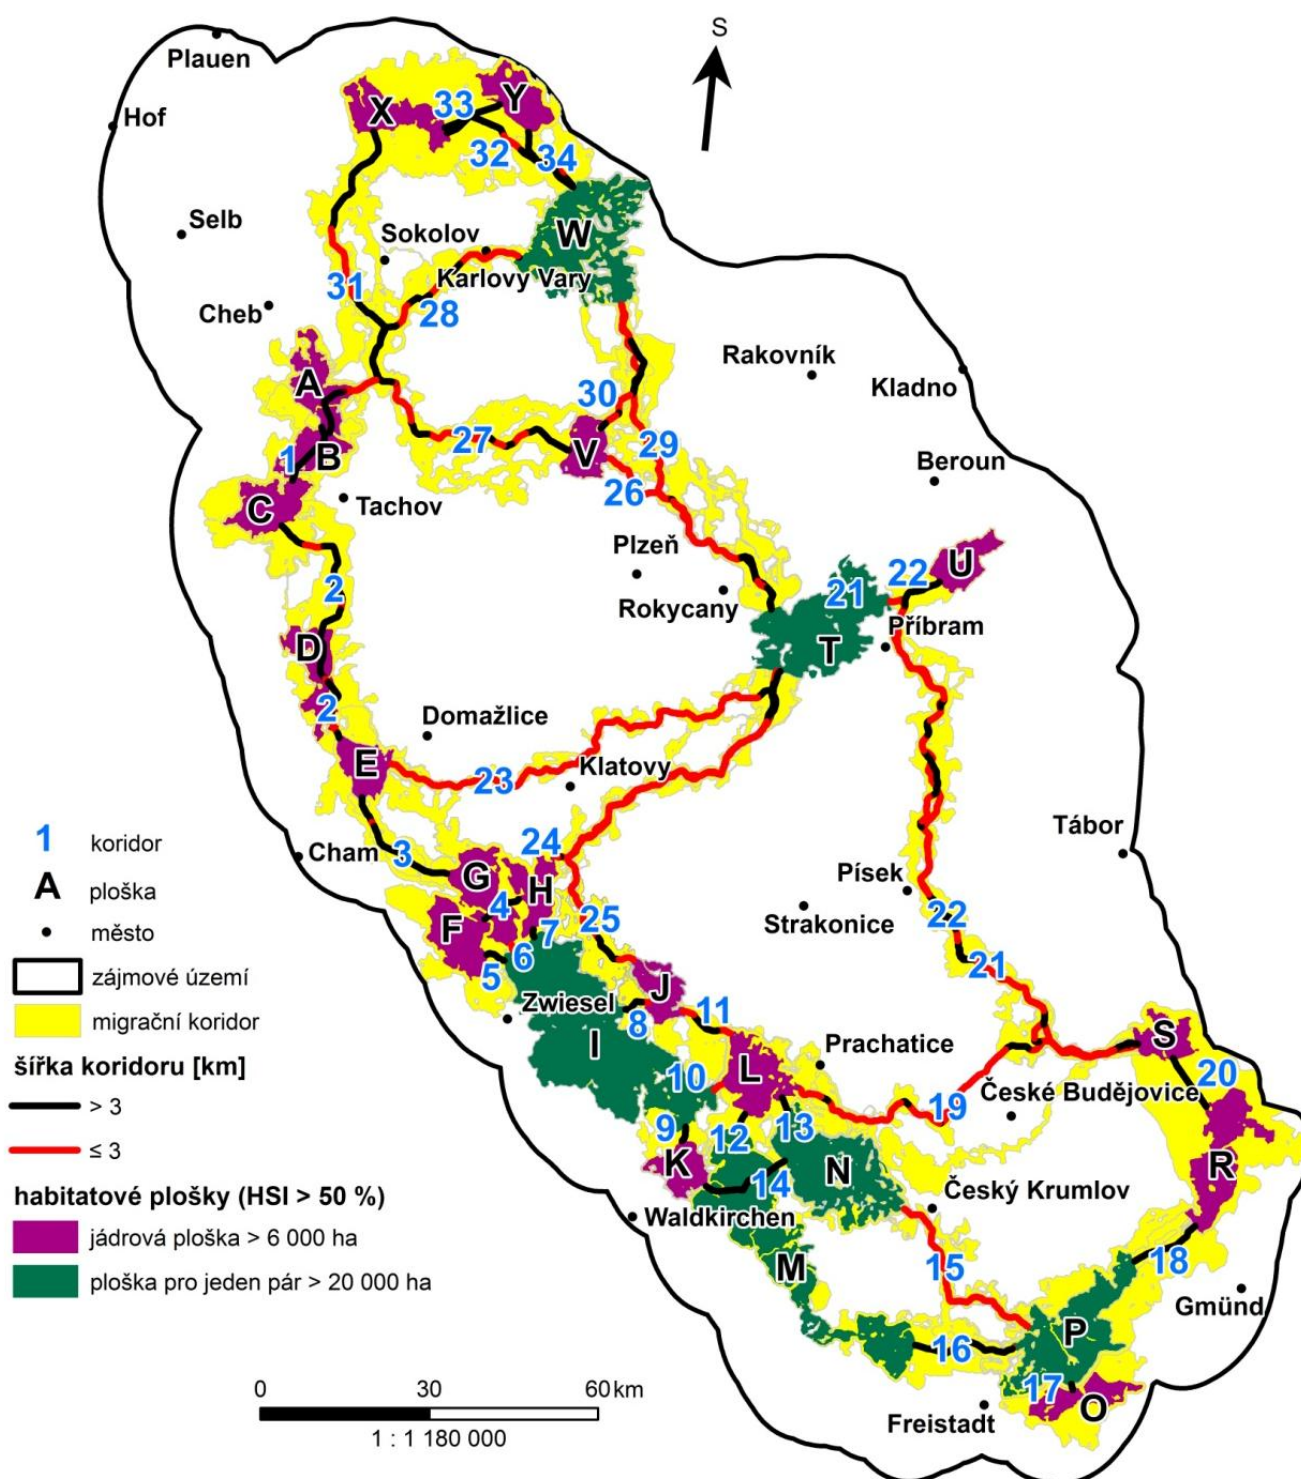 S
Plauen
X
33
Y
Hof
32
34
Selb
Sokolov
W
Karlovy Vary
31
Cheb
28
Rakovník
Kladno
A
30
27
29
B
V
1
Beroun
26
C
Tachov
Plzeň
U
22
2
Rokycany
21
Příbram
D
T
2
Domažlice
E
Klatovy
23
Tábor
24
Cham
3
G
H
Písek
4
F
25
Strakonice
7
22
6
5
21
J
Zwiesel
8
11
S
I
Prachatice
L
10
20
České Budějovice
19
9
12
13
K
N
R
14
Český Krumlov
Waldkirchen
M
15
18
Gmünd
P
16
17
O
Freistadt
1 koridor
A ploška
město
zájmové území
migrační koridor
šířka koridoru [km]
> 3
≤ 3
habitatové plošky (HSI > 50 %)
jádrová ploška > 6 000 ha
ploška pro jeden pár > 20 000 ha
0 30 60 km
1 : 1 180 000